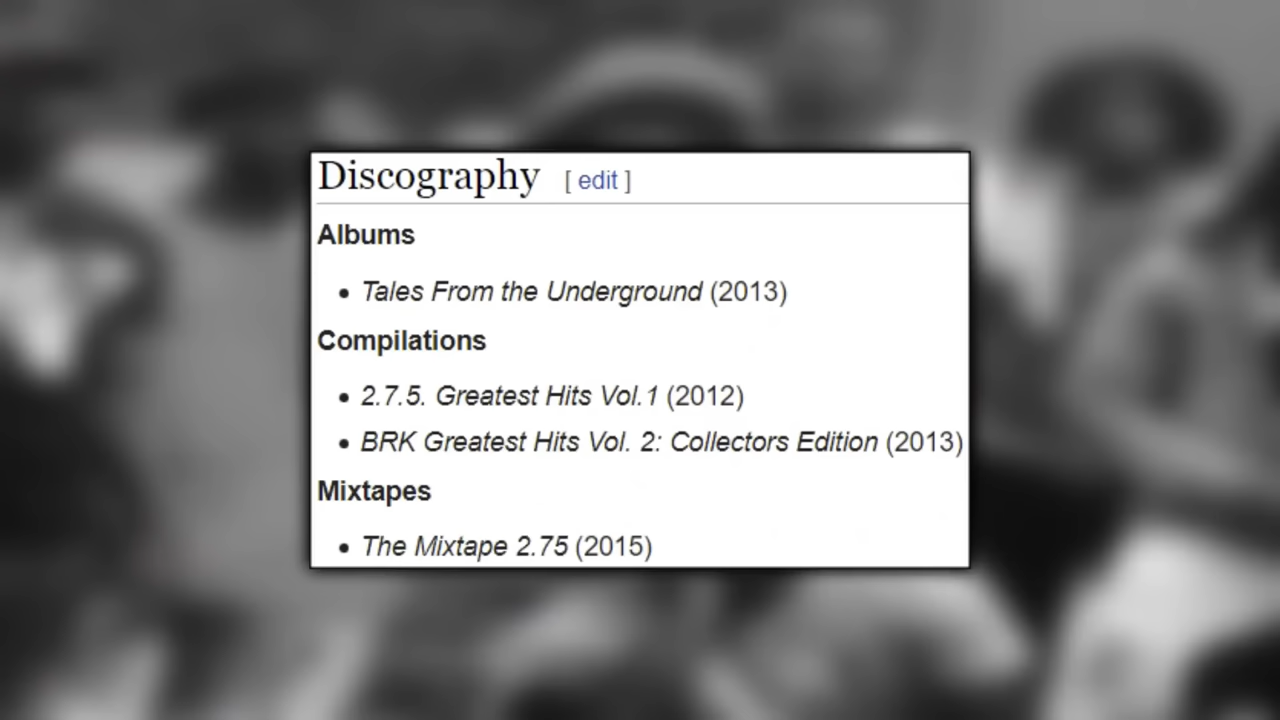 Discography [ edit ]
Albums
• Tales From the Underground (2013)
Compilations
• 2.7.5. Greatest Hits Vol.1 (2012)
• BRK Greatest Hits Vol. 2: Collectors Edition (2013)
Mixtapes
• The Mixtape 2.75 (2015)